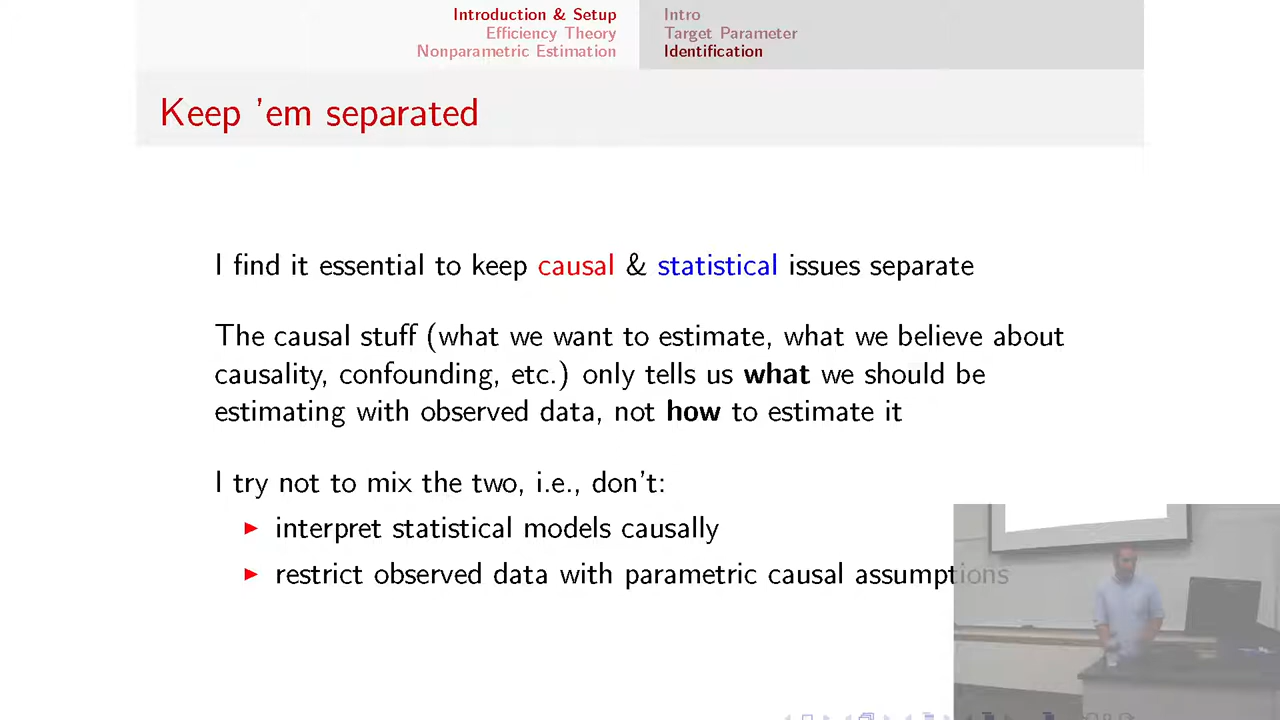 Introduction & Setup
Efficiency Theory
Nonparametric Estimation
Intro
Target Parameter
Identification
Keep 'em separated
I find it essential to keep causal & statistical issues separate
The causal stuff (what we want to estimate, what we believe about
causality, confounding, etc.) only tells us what we should be
estimating with observed data, not how to estimate it
I try not to mix the two, i.e., don't:
interpret statistical models causally
restrict observed data with parametric causal assumptions